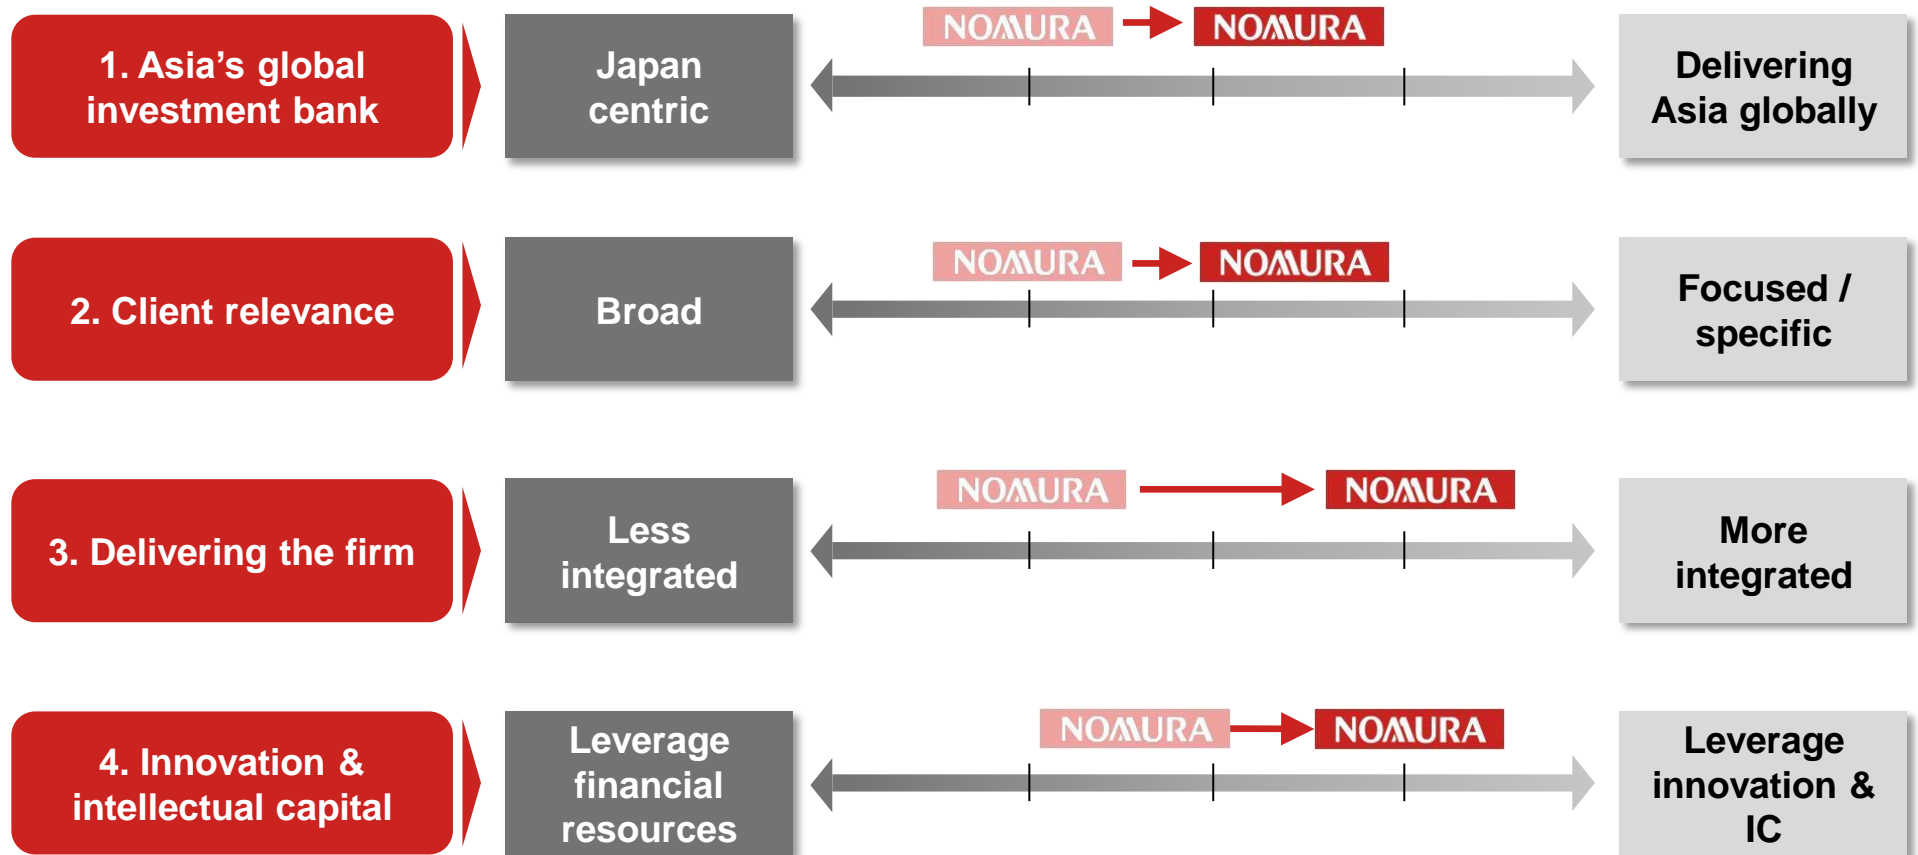 NOMURA NOMURA
1. Asia's global
investment bank
Japan
centric
Delivering
Asia globally
NOMURA NOMURA
2. Client relevance
Broad
Focused /
specific
NOMURA NOMURA
3. Delivering the firm
Less
integrated
More
integrated
NOMURA NOMURA
4. Innovation &
intellectual capital
Leverage
financial
resources
Leverage
innovation &
IC